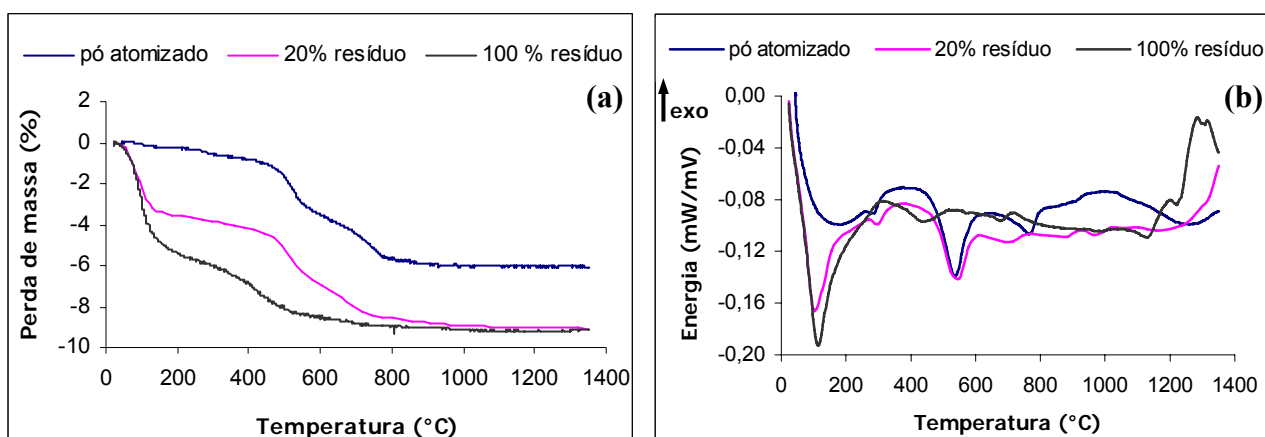 pó atomizado 20% resíduo 100 % resíduo
(a)
Perda de massa (%)
2
0
-2
-4
-6
-8
-10
0 200 400 600 800 1000 1200 1400
Temperatura (°C)
pó atomizado 20% resíduo 100% resíduo
(b)
exo
Energia (mW/mV)
0,00
-0,04
-0,08
-0,12
-0,16
-0,20
0 200 400 600 800 1000 1200 1400
Temperatura (°C)